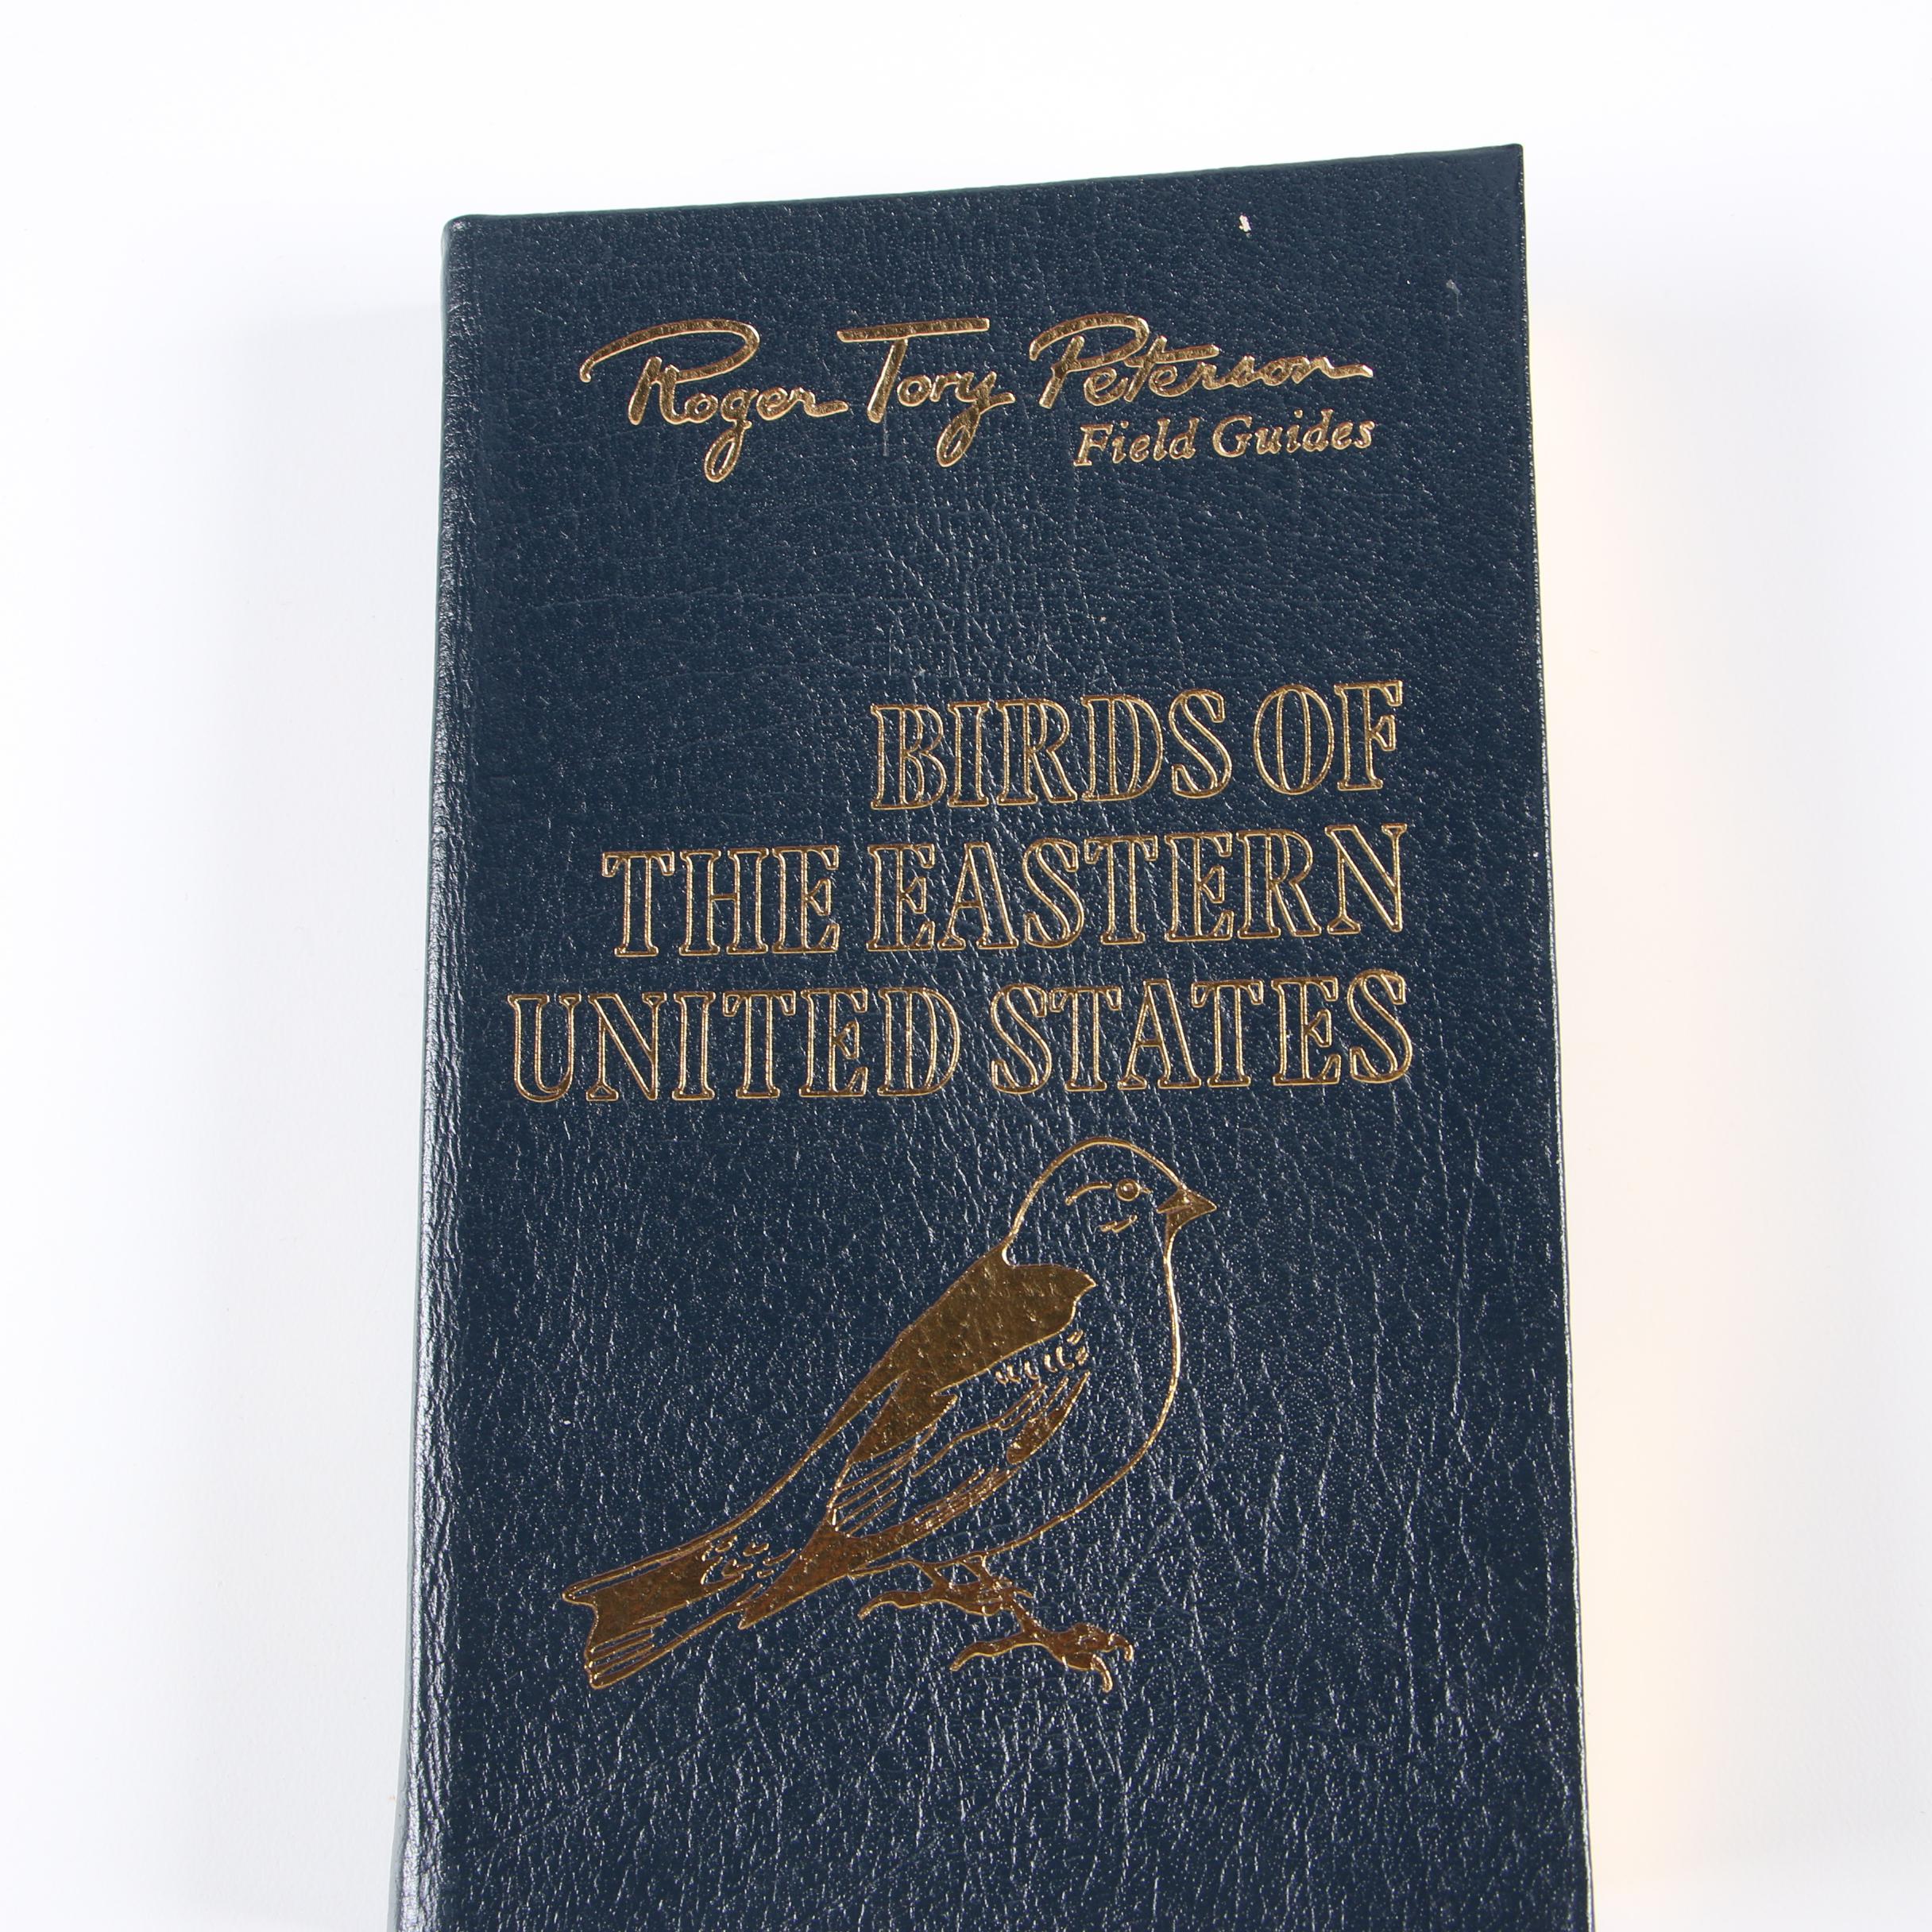 Roger Tory Peterson
Field Guides
BIRDS OF
THE EASTERN
UNITED STATES